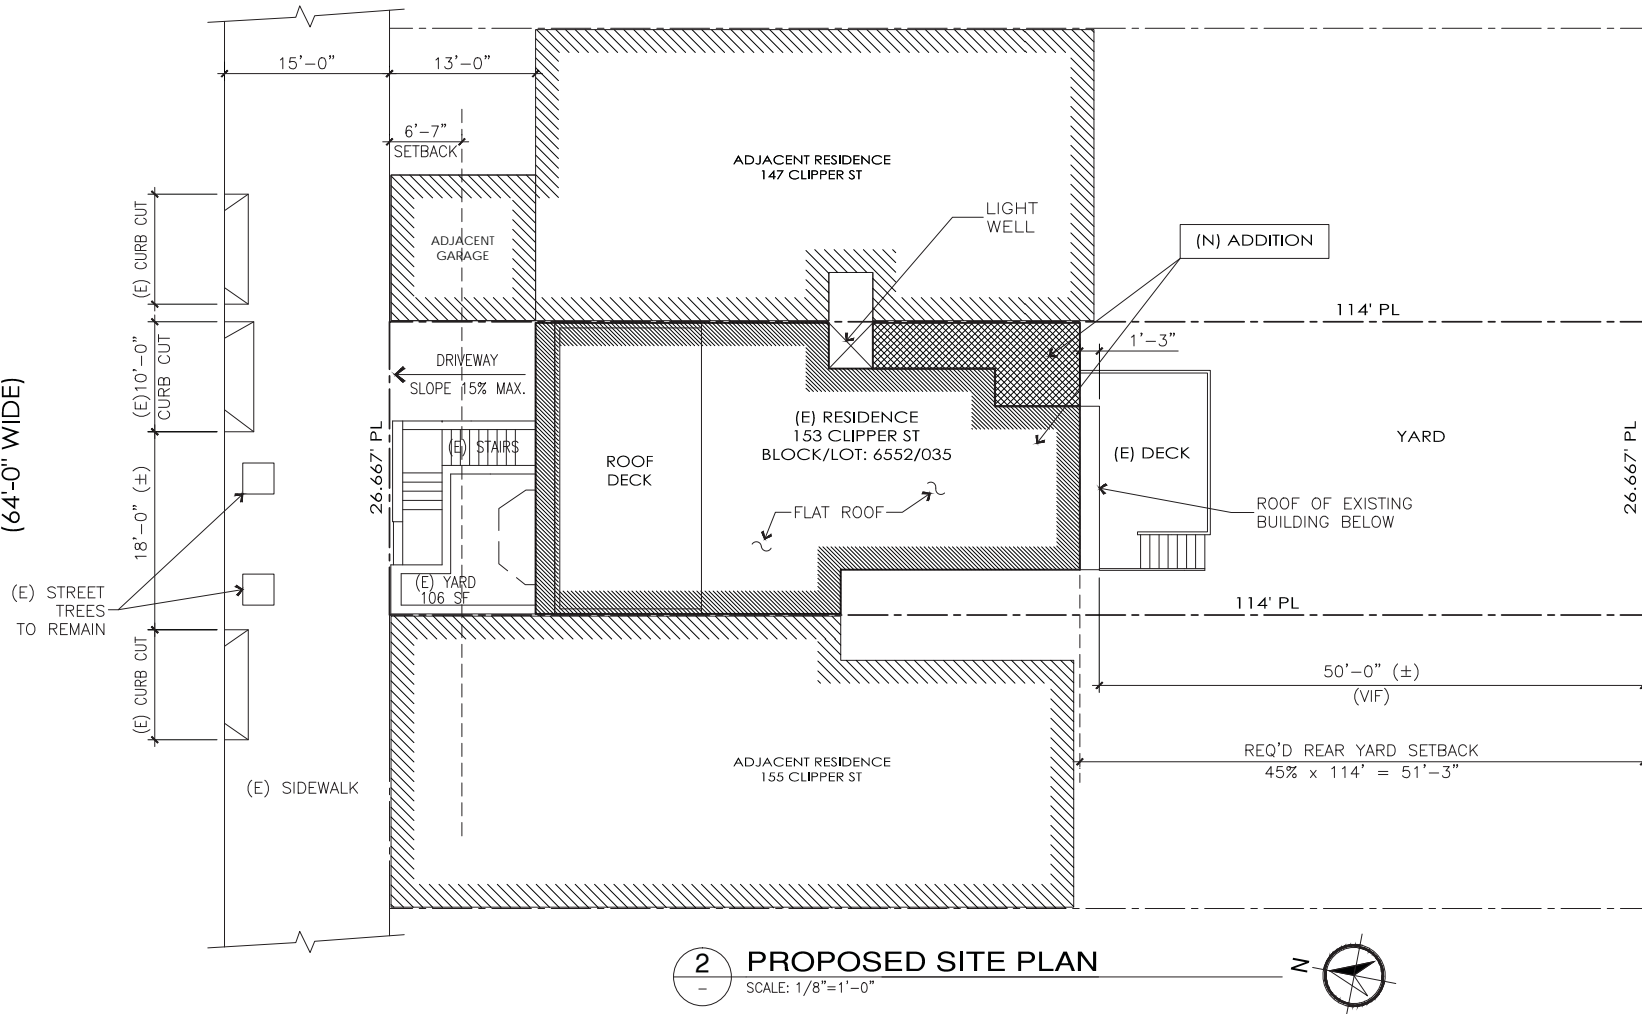 15'-0"
13'-0"
6'-7"
SETBACK
ADJACENT RESIDENCE
147 CLIPPER ST
LIGHT
WELL
(N) ADDITION
ADJACENT
GARAGE
(E) CURB CUT
114' PL
1'-3"
(E)10'-0"
CURB CUT
DRIVEWAY
SLOPE 15% MAX.
(64'-0" WIDE)
26.667' PL
(E) STAIRS
ROOF
DECK
(E) RESIDENCE
153 CLIPPER ST
BLOCK/LOT: 6552/035
FLAT ROOF
(E) DECK
YARD
26.667' PL
ROOF OF EXISTING
BUILDING BELOW
18'-0" (±)
(E) STREET
TREES
TO REMAIN
(E) YARD
106 SF
114' PL
(E) CURB CUT
50'-0" (±)
(VIF)
REQ'D REAR YARD SETBACK
45% x 114' = 51'-3"
ADJACENT RESIDENCE
155 CLIPPER ST
(E) SIDEWALK
2
-
PROPOSED SITE PLAN
SCALE: 1/8"=1'-0"
N